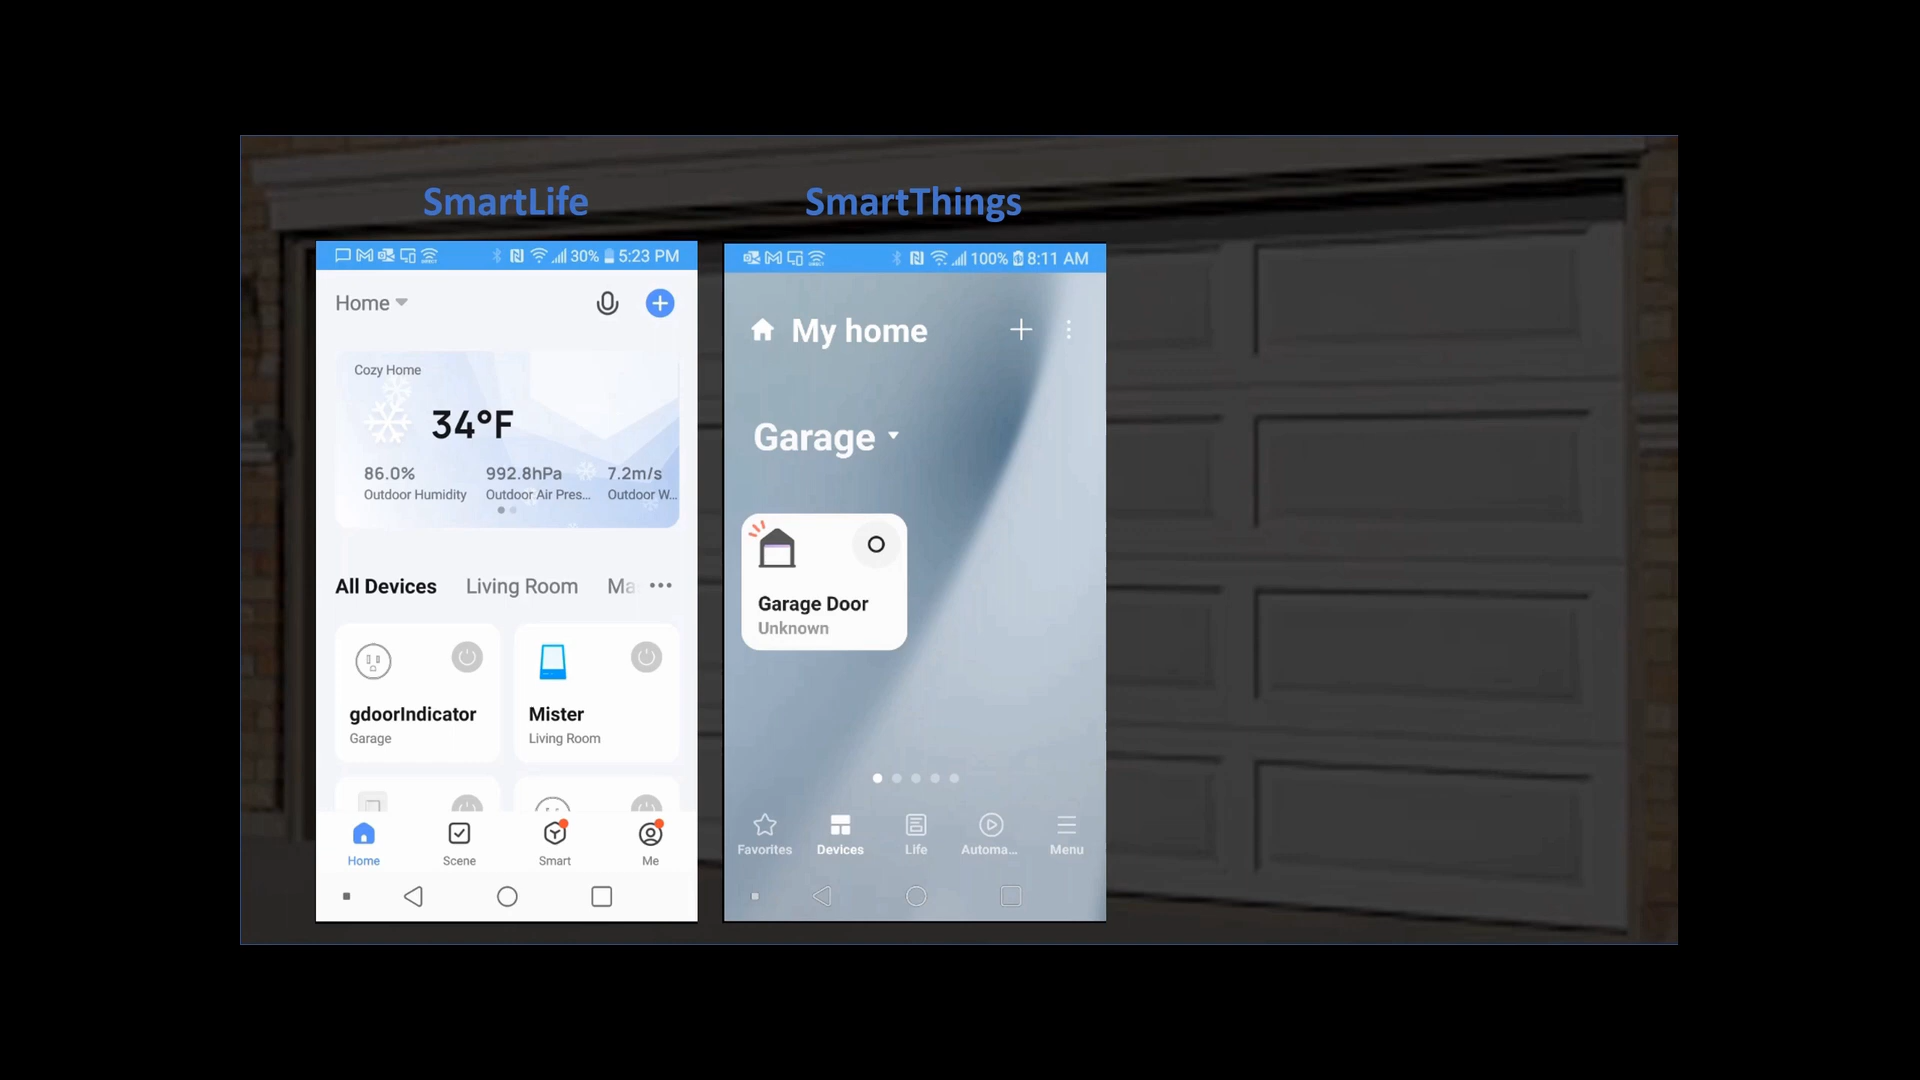 SmartLife
30% 5:23 PM
Home
Cozy Home
34°F
86.0% 992.8hPa 7.2m/s
Outdoor Humidity Outdoor Air Pres... Outdoor W...
All Devices Living Room Ma
gdoorIndicator
Garage
Mister
Living Room
Home Scene Smart Me
SmartThings
100% 8:11 AM
My home
Garage
Garage Door
Unknown
Favorites Devices Life Automa... Menu